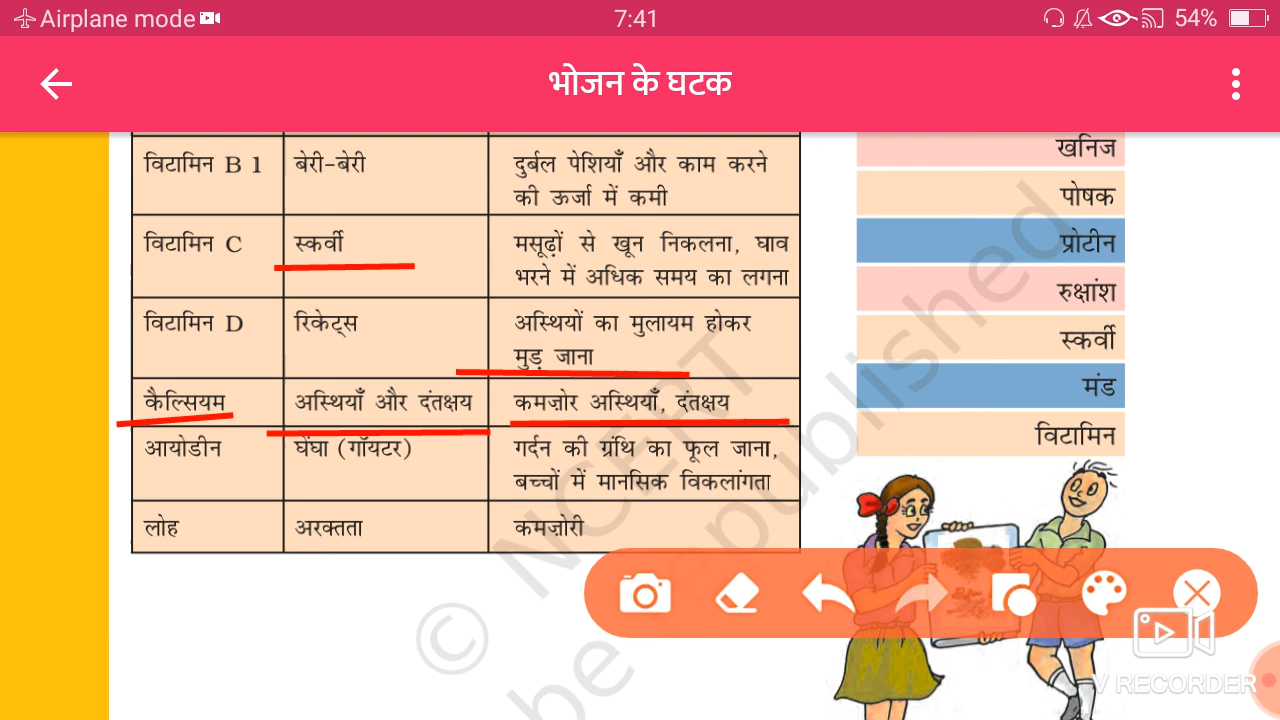 Airplane mode 7:41 54%
भोजन के घटक
विटामिन B 1 बेरी-बेरी दुर्बल पेशियाँ और काम करने
की ऊर्जा में कमी
विटामिन C स्कर्वी मसूढ़ों से खून निकलना, घाव
भरने में अधिक समय का लगना
विटामिन D रिकेट्स अस्थियों का मुलायम होकर
मुड़ जाना
कैल्सियम अस्थियाँ और दंतक्षय कमज़ोर अस्थियाँ, दंतक्षय
आयोडीन घेंघा (गॉयटर) गर्दन की ग्रंथि का फूल जाना,
बच्चों में मानसिक विकलांगता
लोह अरक्तता कमज़ोरी
खनिज
पोषक
प्रोटीन
रुक्षांश
स्कर्वी
मंड
विटामिन
© NCERT
be republished
V RECORDER